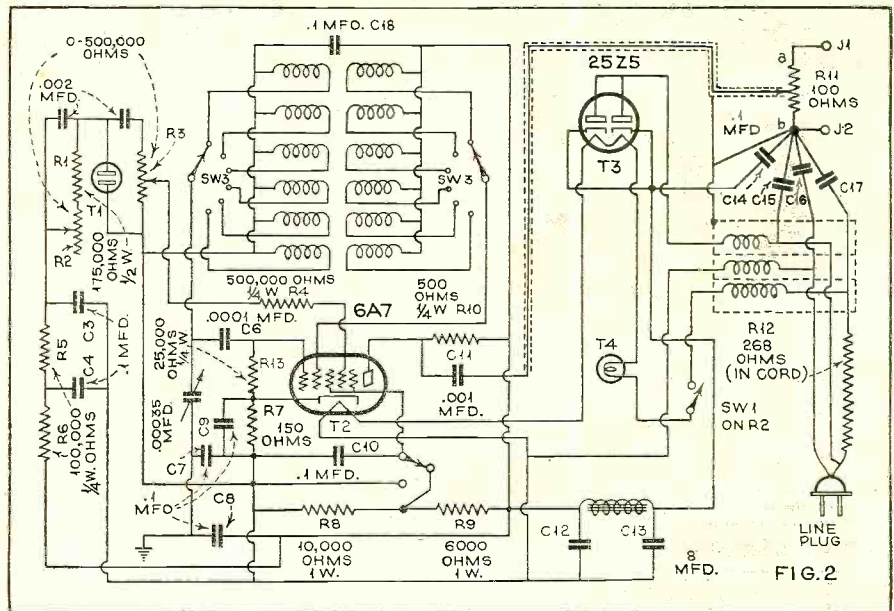 .1 MFD. C18
0-500,000
OHMS
.002
MFD.
R3
R1
T1
R2
175,000
OHMS
1/2 W.
SW3
SW3
25Z5
T3
a
J1
R11
100
OHMS
.1
MFD
b
J2
C14
C15
C16
C17
500,000 OHMS
1/4 W. R4
500
OHMS
1/4 W R10
6A7
.0001 MFD.
C6
25,000
OHMS
1/4 W.
R13
C3
C4
.1 MFD.
R5
R6
100,000
1/4 W. OHMS
.00035
MFD.
C9
R7
150
OHMS
T2
C11
.001
MFD.
T4
R12
268
OHMS
(IN CORD)
SW1
ON R2
C7
C10
.1 MFD.
.1
MFD
C8
R8
R9
10,000
OHMS
1 W.
6000
OHMS
1 W.
C12
C13
8
MFD.
LINE
PLUG
FIG.2